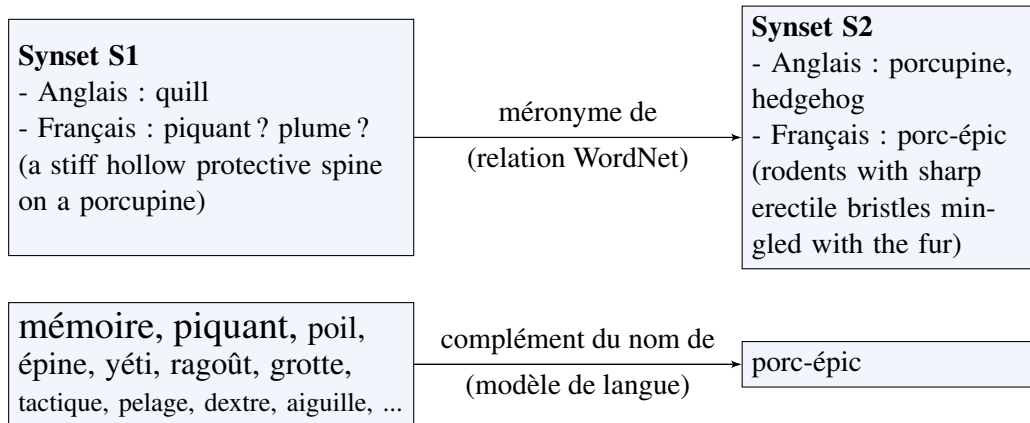 Synset S1
- Anglais : quill
- Français : piquant ? plume ?
(a stiff hollow protective spine
on a porcupine)
méronyme de
(relation WordNet)
Synset S2
- Anglais : porcupine,
hedgehog
- Français : porc-épic
(rodents with sharp
erectile bristles min-
gled with the fur)
mémoire, piquant, poil,
épine, yéti, ragoût, grotte,
tactique, pelage, dextre, aiguille, ...
complément du nom de
(modèle de langue)
porc-épic